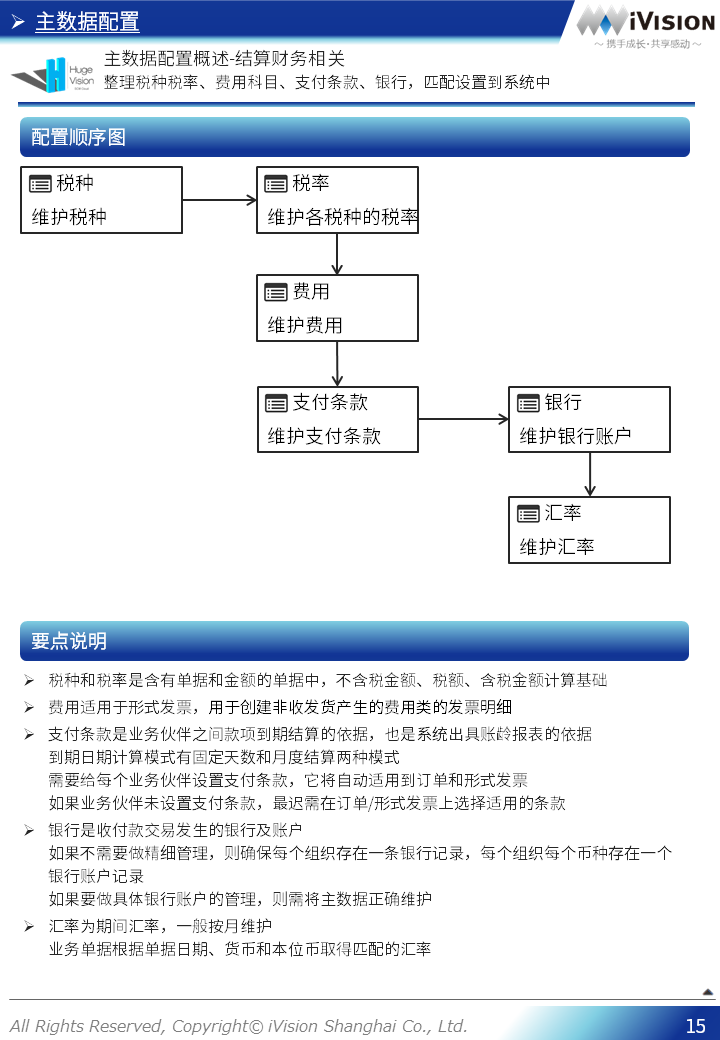 主数据配置
iVISION
～ 携手成长·共享感动 ～
Huge
Vision
主数据配置概述-结算财务相关
整理税种税率、费用科目、支付条款、银行，匹配设置到系统中
配置顺序图
税种
维护税种
税率
维护各税种的税率
费用
维护费用
支付条款
维护支付条款
银行
维护银行账户
汇率
维护汇率
要点说明
➢ 税种和税率是含有单据和金额的单据中，不含税金额、税额、含税金额计算基础
➢ 费用适用于形式发票，用于创建非收发货产生的费用类的发票明细
➢ 支付条款是业务伙伴之间款项到期结算的依据，也是系统出具账龄报表的依据
到期日期计算模式有固定天数和月度结算两种模式
需要给每个业务伙伴设置支付条款，它将自动适用到订单和形式发票
如果业务伙伴未设置支付条款，最迟需在订单/形式发票上选择适用的条款
➢ 银行是收付款交易发生的银行及账户
如果不需要做精细管理，则确保每个组织存在一条银行记录，每个组织每个币种存在一个
银行账户记录
如果要做具体银行账户的管理，则需将主数据正确维护
➢ 汇率为期间汇率，一般按月维护
业务单据根据单据日期、货币和本位币取得匹配的汇率
All Rights Reserved, Copyright© iVision Shanghai Co., Ltd.
15